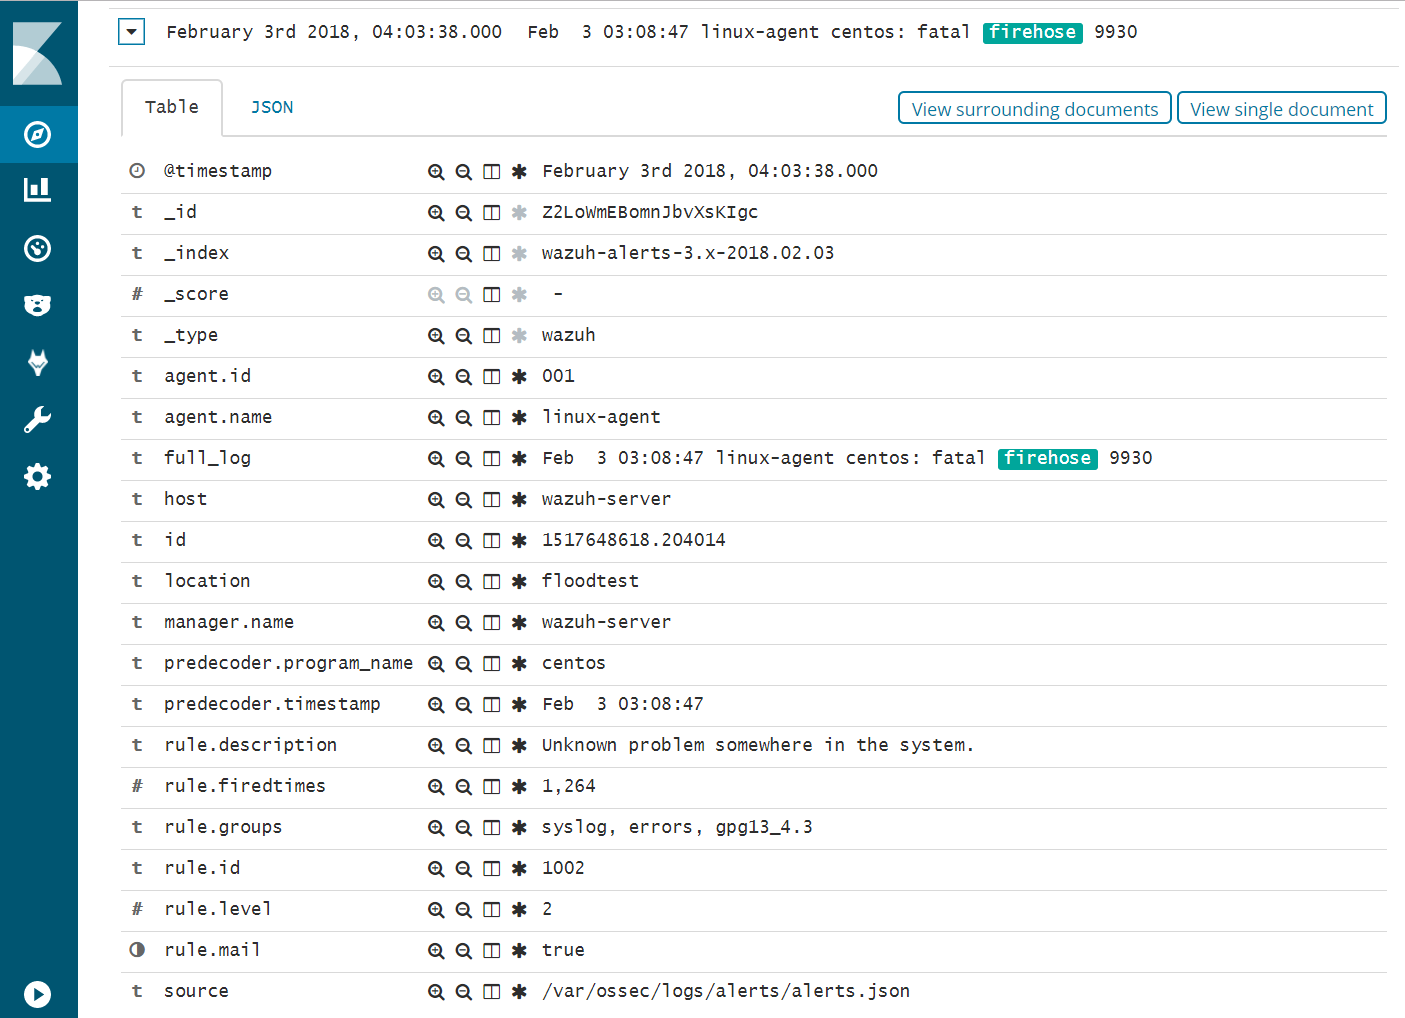 February 3rd 2018, 04:03:38.000 Feb  3 03:08:47 linux-agent centos: fatal firehose 9930
Table JSON View surrounding documents View single document
@timestamp February 3rd 2018, 04:03:38.000
t _id Z2LoWmEBomnJbvXsKIgc
t _index wazuh-alerts-3.x-2018.02.03
# _score -
t _type wazuh
t agent.id 001
t agent.name linux-agent
t full_log Feb  3 03:08:47 linux-agent centos: fatal firehose 9930
t host wazuh-server
t id 1517648618.204014
t location floodtest
t manager.name wazuh-server
t predecoder.program_name centos
t predecoder.timestamp Feb  3 03:08:47
t rule.description Unknown problem somewhere in the system.
# rule.firedtimes 1,264
t rule.groups syslog, errors, gpg13_4.3
t rule.id 1002
# rule.level 2
rule.mail true
t source /var/ossec/logs/alerts/alerts.json